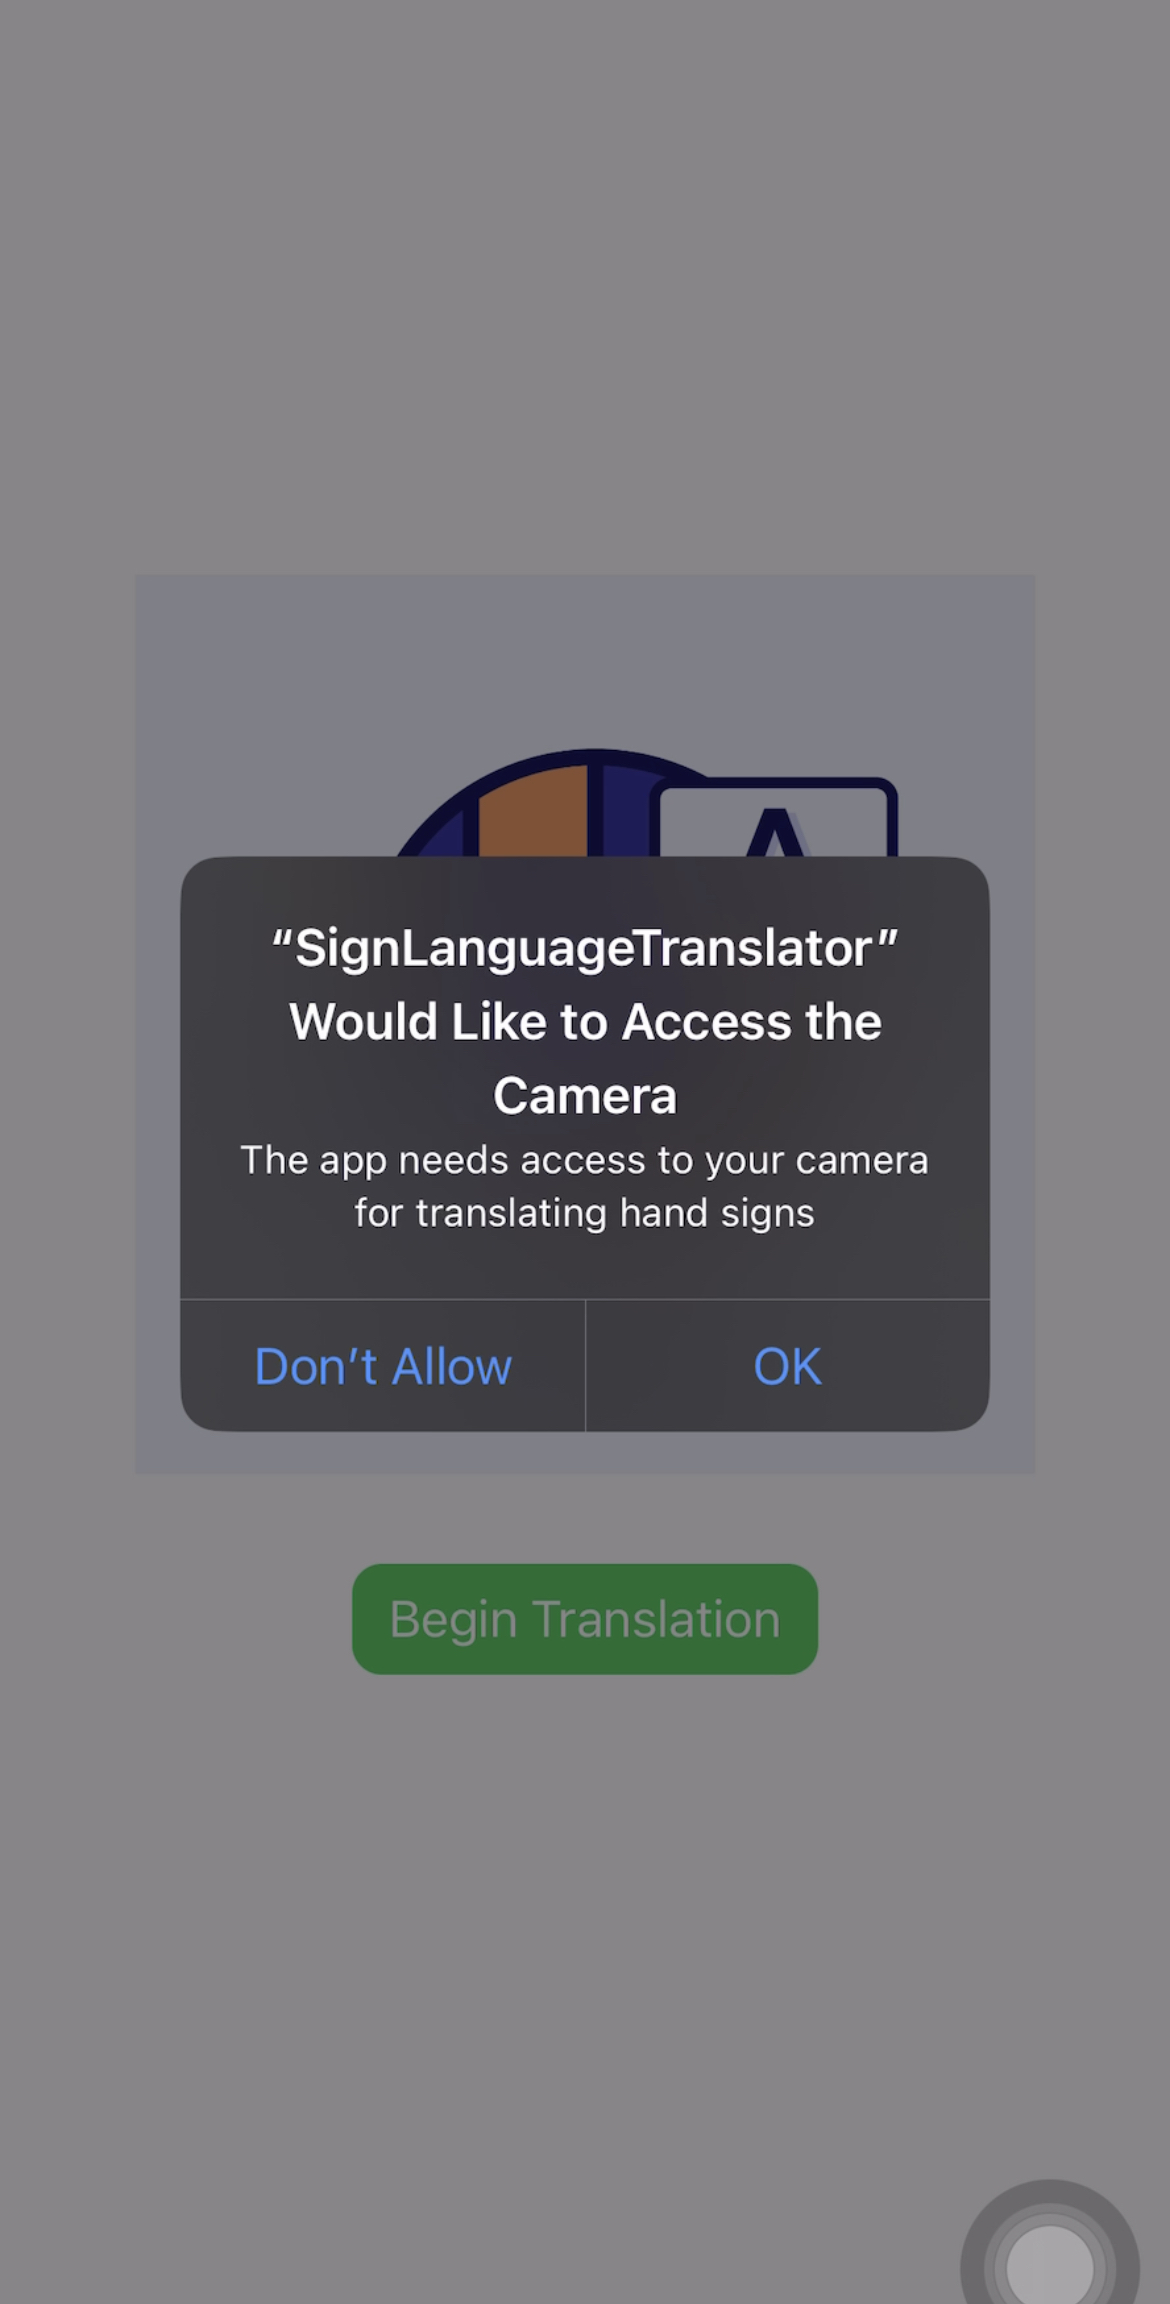 A
“SignLanguageTranslator”
Would Like to Access the
Camera
The app needs access to your camera
for translating hand signs
Don’t Allow
OK
Begin Translation